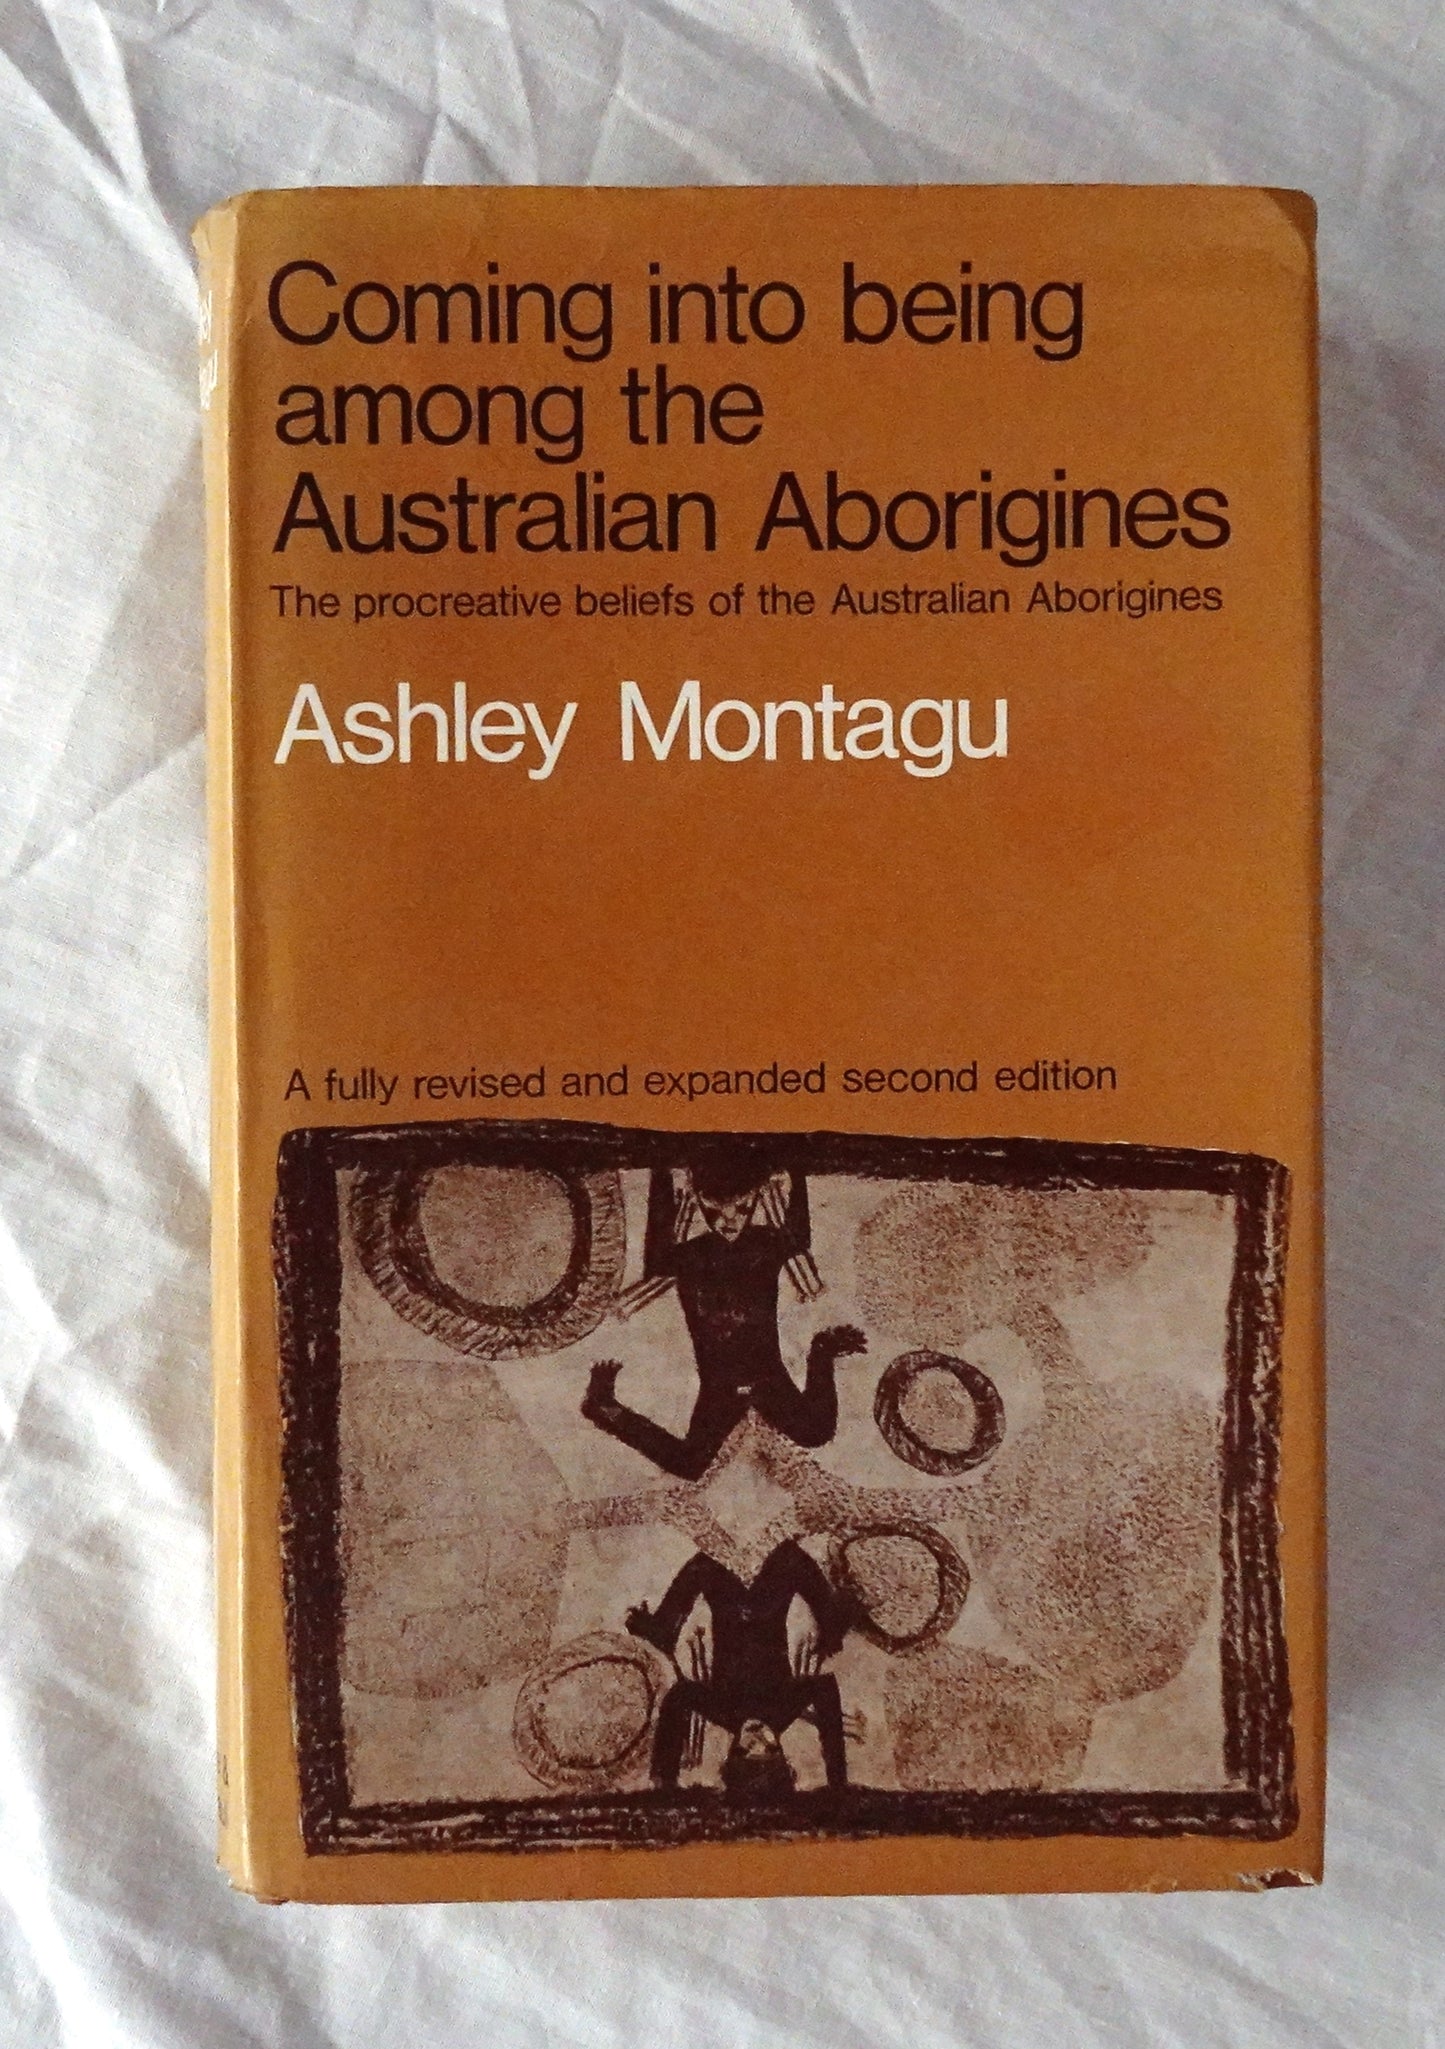 Coming into being
among the
Australian Aborigines
The procreative beliefs of the Australian Aborigines
Ashley Montagu
A fully revised and expanded second edition